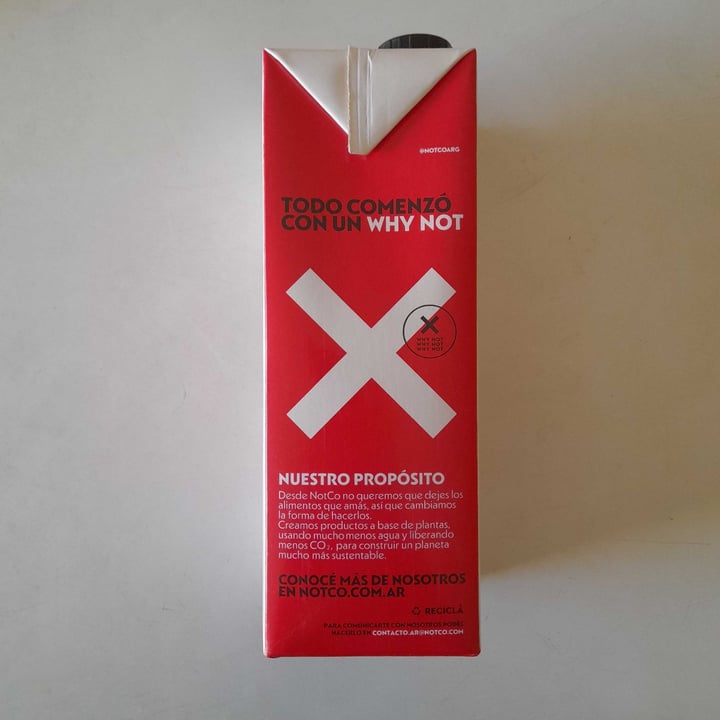 @NOTCOARG
TODO COMENZÓ
CON UN WHY NOT
WHY NOT
WHY NOT
WHY NOT
NUESTRO PROPÓSITO
Desde NotCo no queremos que dejes los
alimentos que amás, así que cambiamos
la forma de hacerlos.
Creamos productos a base de plantas,
usando mucho menos agua y liberando
menos CO₂, para construir un planeta
mucho más sustentable.
CONOCÉ MÁS DE NOSOTROS
EN NOTCO.COM.AR
RECICLÁ
PARA COMUNICARTE CON NOSOTROS PODÉS
HACERLO EN CONTACTO.AR@NOTCO.COM